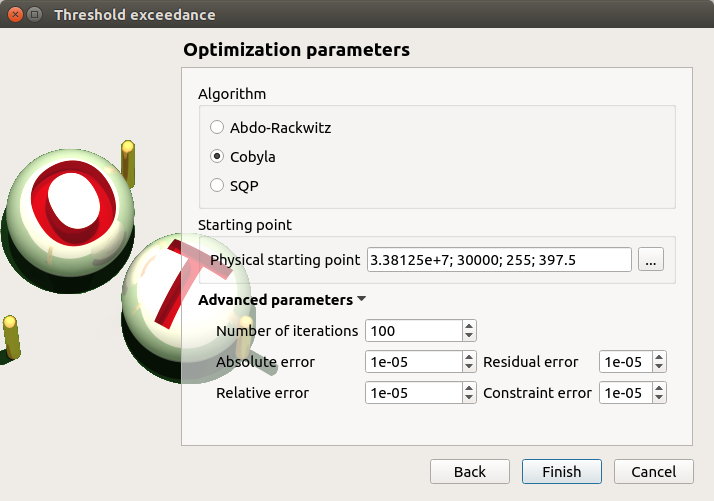 Threshold exceedance
Optimization parameters
Algorithm
Abdo-Rackwitz
Cobyla
SQP
Starting point
Physical starting point 3.38125e+7; 30000; 255; 397.5 ...
Advanced parameters
Number of iterations 100
Absolute error 1e-05 Residual error 1e-05
Relative error 1e-05 Constraint error 1e-05
Back Finish Cancel